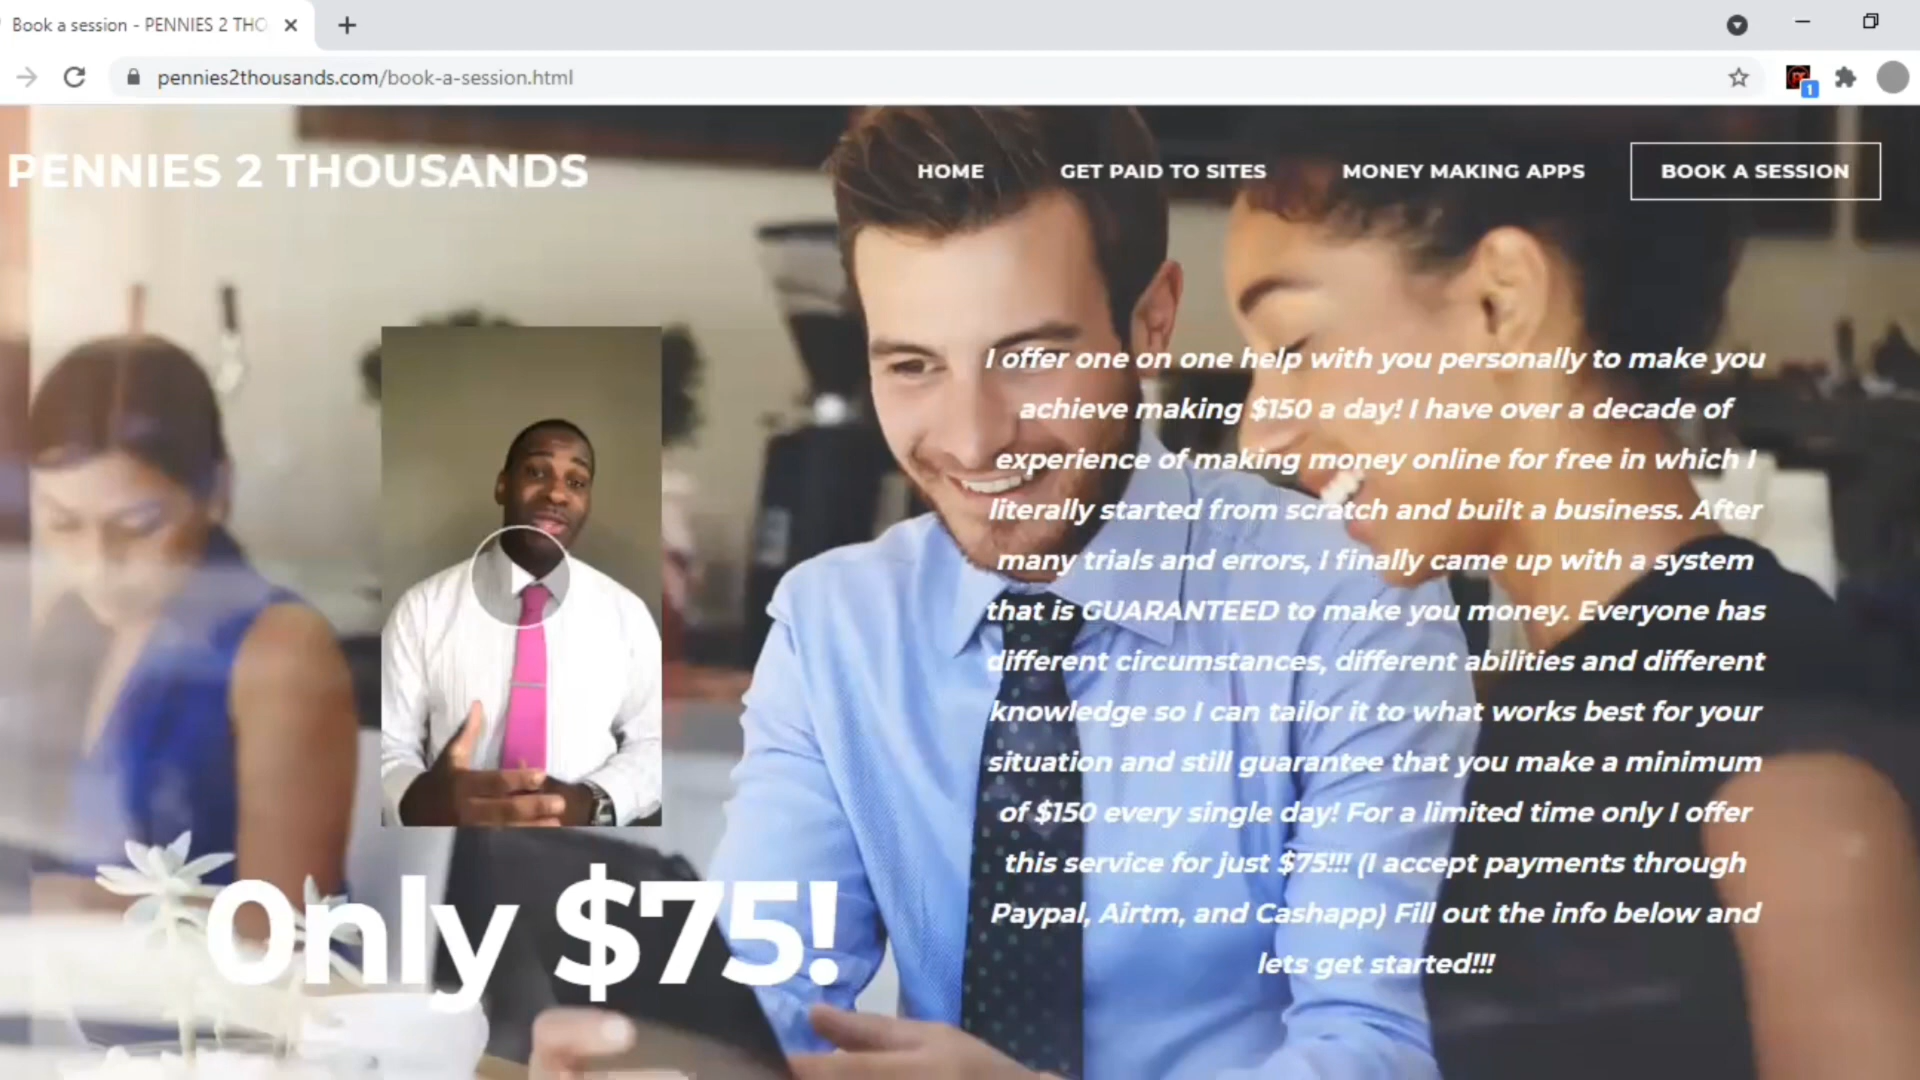 Book a session - PENNIES 2 THO
pennies2thousands.com/book-a-session.html
1
PENNIES 2 THOUSANDS
HOME
GET PAID TO SITES
MONEY MAKING APPS
BOOK A SESSION
I offer one on one help with you personally to make you
achieve making $150 a day! I have over a decade of
experience of making money online for free in which I
literally started from scratch and built a business. After
many trials and errors, I finally came up with a system
that is GUARANTEED to make you money. Everyone has
different circumstances, different abilities and different
knowledge so I can tailor it to what works best for your
situation and still guarantee that you make a minimum
of $150 every single day! For a limited time only I offer
this service for just $75!!! (I accept payments through
Paypal, Airtm, and Cashapp) Fill out the info below and
lets get started!!!
Only $75!